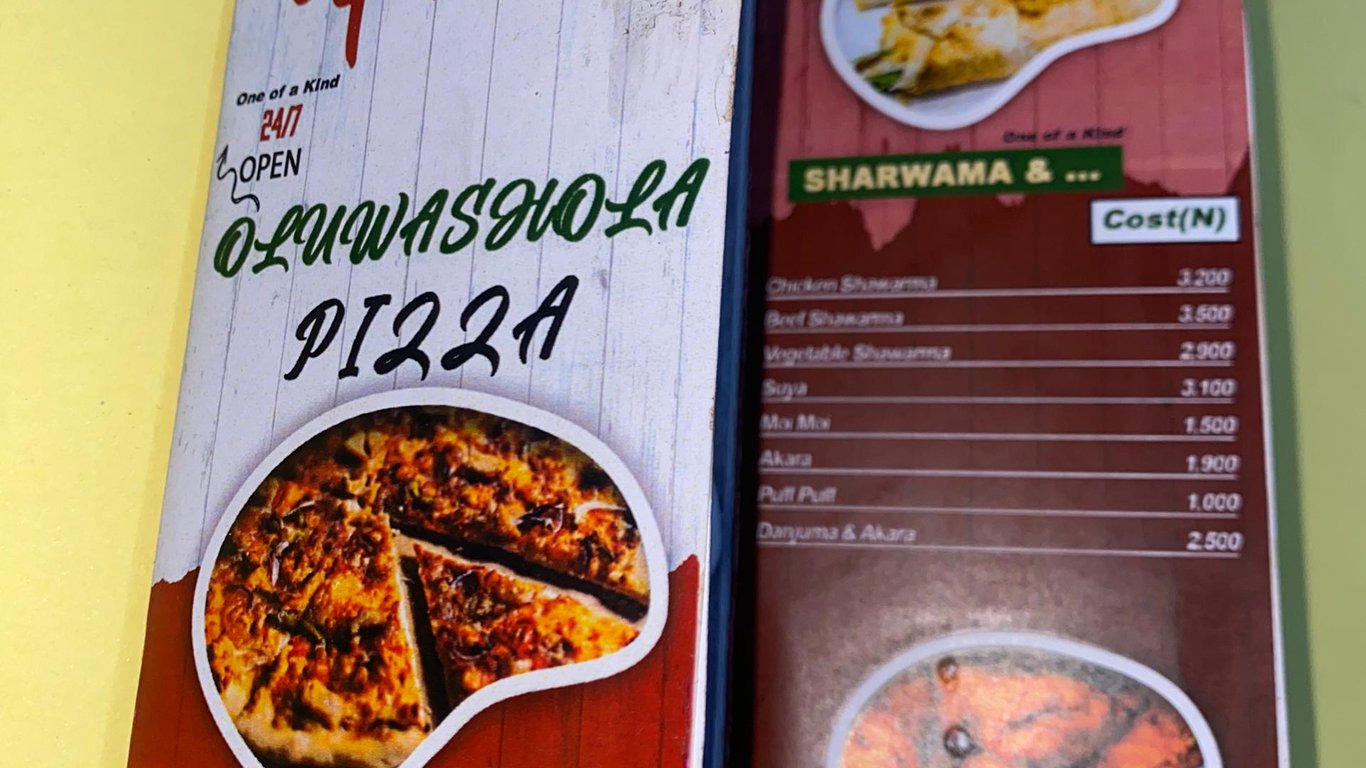 One of a Kind
24/7
OPEN
OLUWASHOLA
PIZZA
One of a Kind
SHARWAMA & ...
Cost(N)
Chicken Shawarma 3.200
Beef Shawarma 3.500
Vegetable Shawarma 2.900
Suya 3.100
Moi Moi 1.500
Akara 1.900
Puff Puff 1.000
Danjuma & Akara 2.500